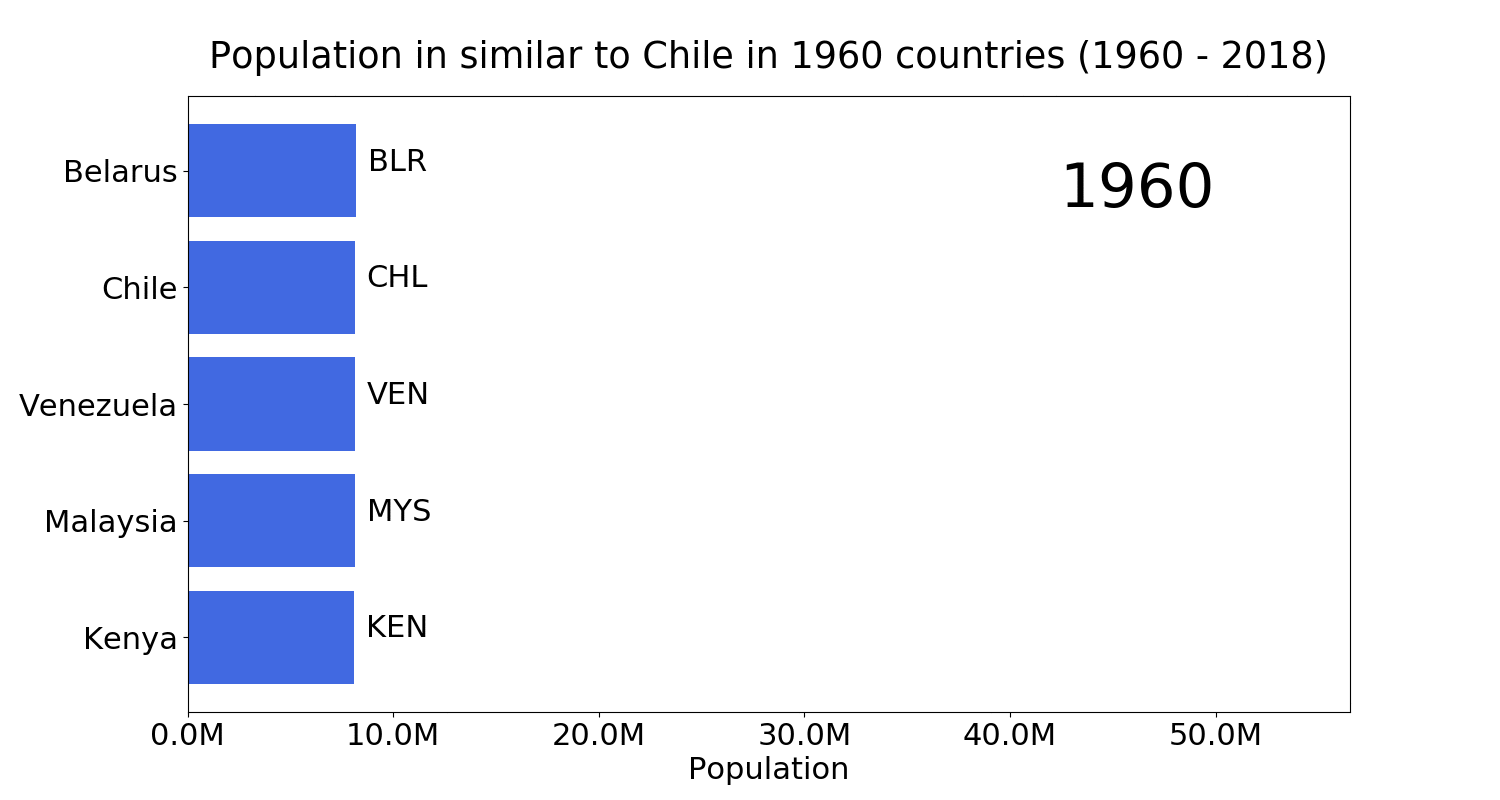 Population in similar to Chile in 1960 countries (1960 - 2018)
Belarus BLR
1960
Chile CHL
Venezuela VEN
Malaysia MYS
Kenya KEN
0.0M 10.0M 20.0M 30.0M 40.0M 50.0M
Population